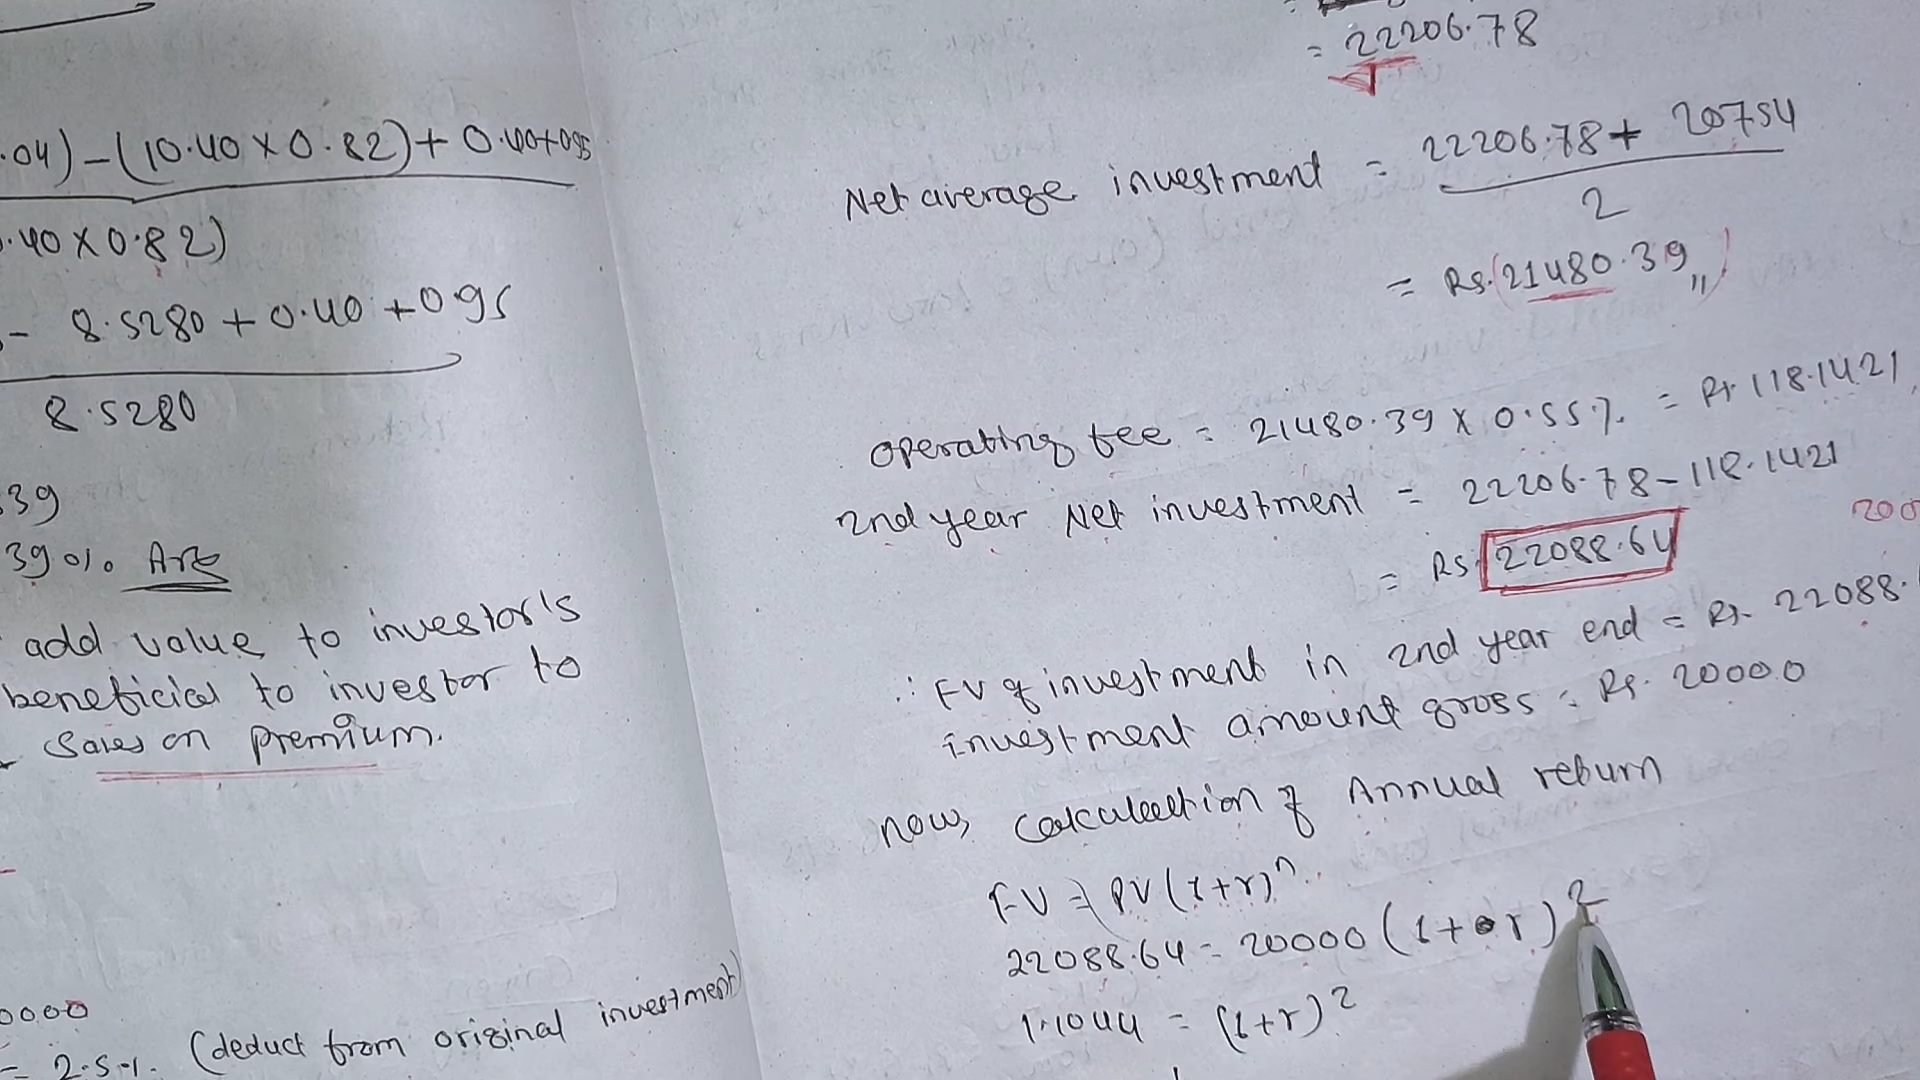 .04) - (10.40 x 0.82) + 0.40+0.95
.40 x 0.82)
- 8.5280 + 0.40 + 0.95
8.5280
.39
39 %. Ans
add value to investor's
beneficial to investor to
Sales on premium.
0000
= 2.5%. (deduct from original investment)
= 22206.78
Net average investment = 22206.78 + 20754
2
= Rs. 21480.39
operating fee = 21480.39 x 0.55%. = Rs. 118.1421
2nd year Net investment = 22206.78 - 118.1421
= Rs. 22088.64
200
∴ FV of investment in 2nd year end = Rs. 22088.
investment amount gross = Rs. 20000
now, calculation of Annual return
FV = PV (1+r)ⁿ
22088.64 = 20000 (1+r)²
1.1044 = (1+r)²